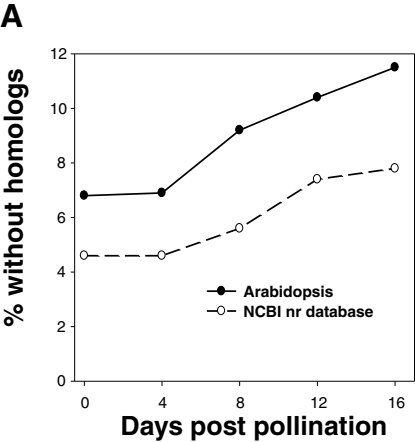 A
% without homologs
12
10
8
6
4
2
0
Arabidopsis
NCBI nr database
0 4 8 12 16
Days post pollination